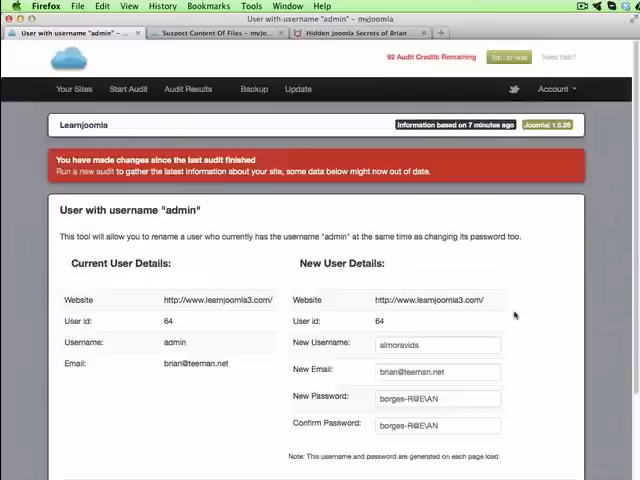 Firefox File Edit View History Bookmarks Tools Window Help
User with username "admin" - myJoomla
User with username "admin" - ... Suspect Content Of Files - myJo... Hidden Joomla Secrets of Brian
92 Audit Credits Remaining Top up now Need help?
Your Sites Start Audit Audit Results Backup Update Account
Learnjoomla Information based on 7 minutes ago Joomla! 1.5.26
You have made changes since the last audit finished
Run a new audit to gather the latest information about your site, some data below might now out of date.
User with username "admin"
This tool will allow you to rename a user who currently has the username "admin" at the same time as changing its password too.
Current User Details: New User Details:
Website http://www.learnjoomla3.com/ Website http://www.learnjoomla3.com/
User id: 64 User id: 64
Username: admin New Username: almoravids
Email: brian@teeman.net New Email: brian@teeman.net
New Password: borges-R@E\AN
Confirm Password: borges-R@E\AN
Note: This username and password are generated on each page load.